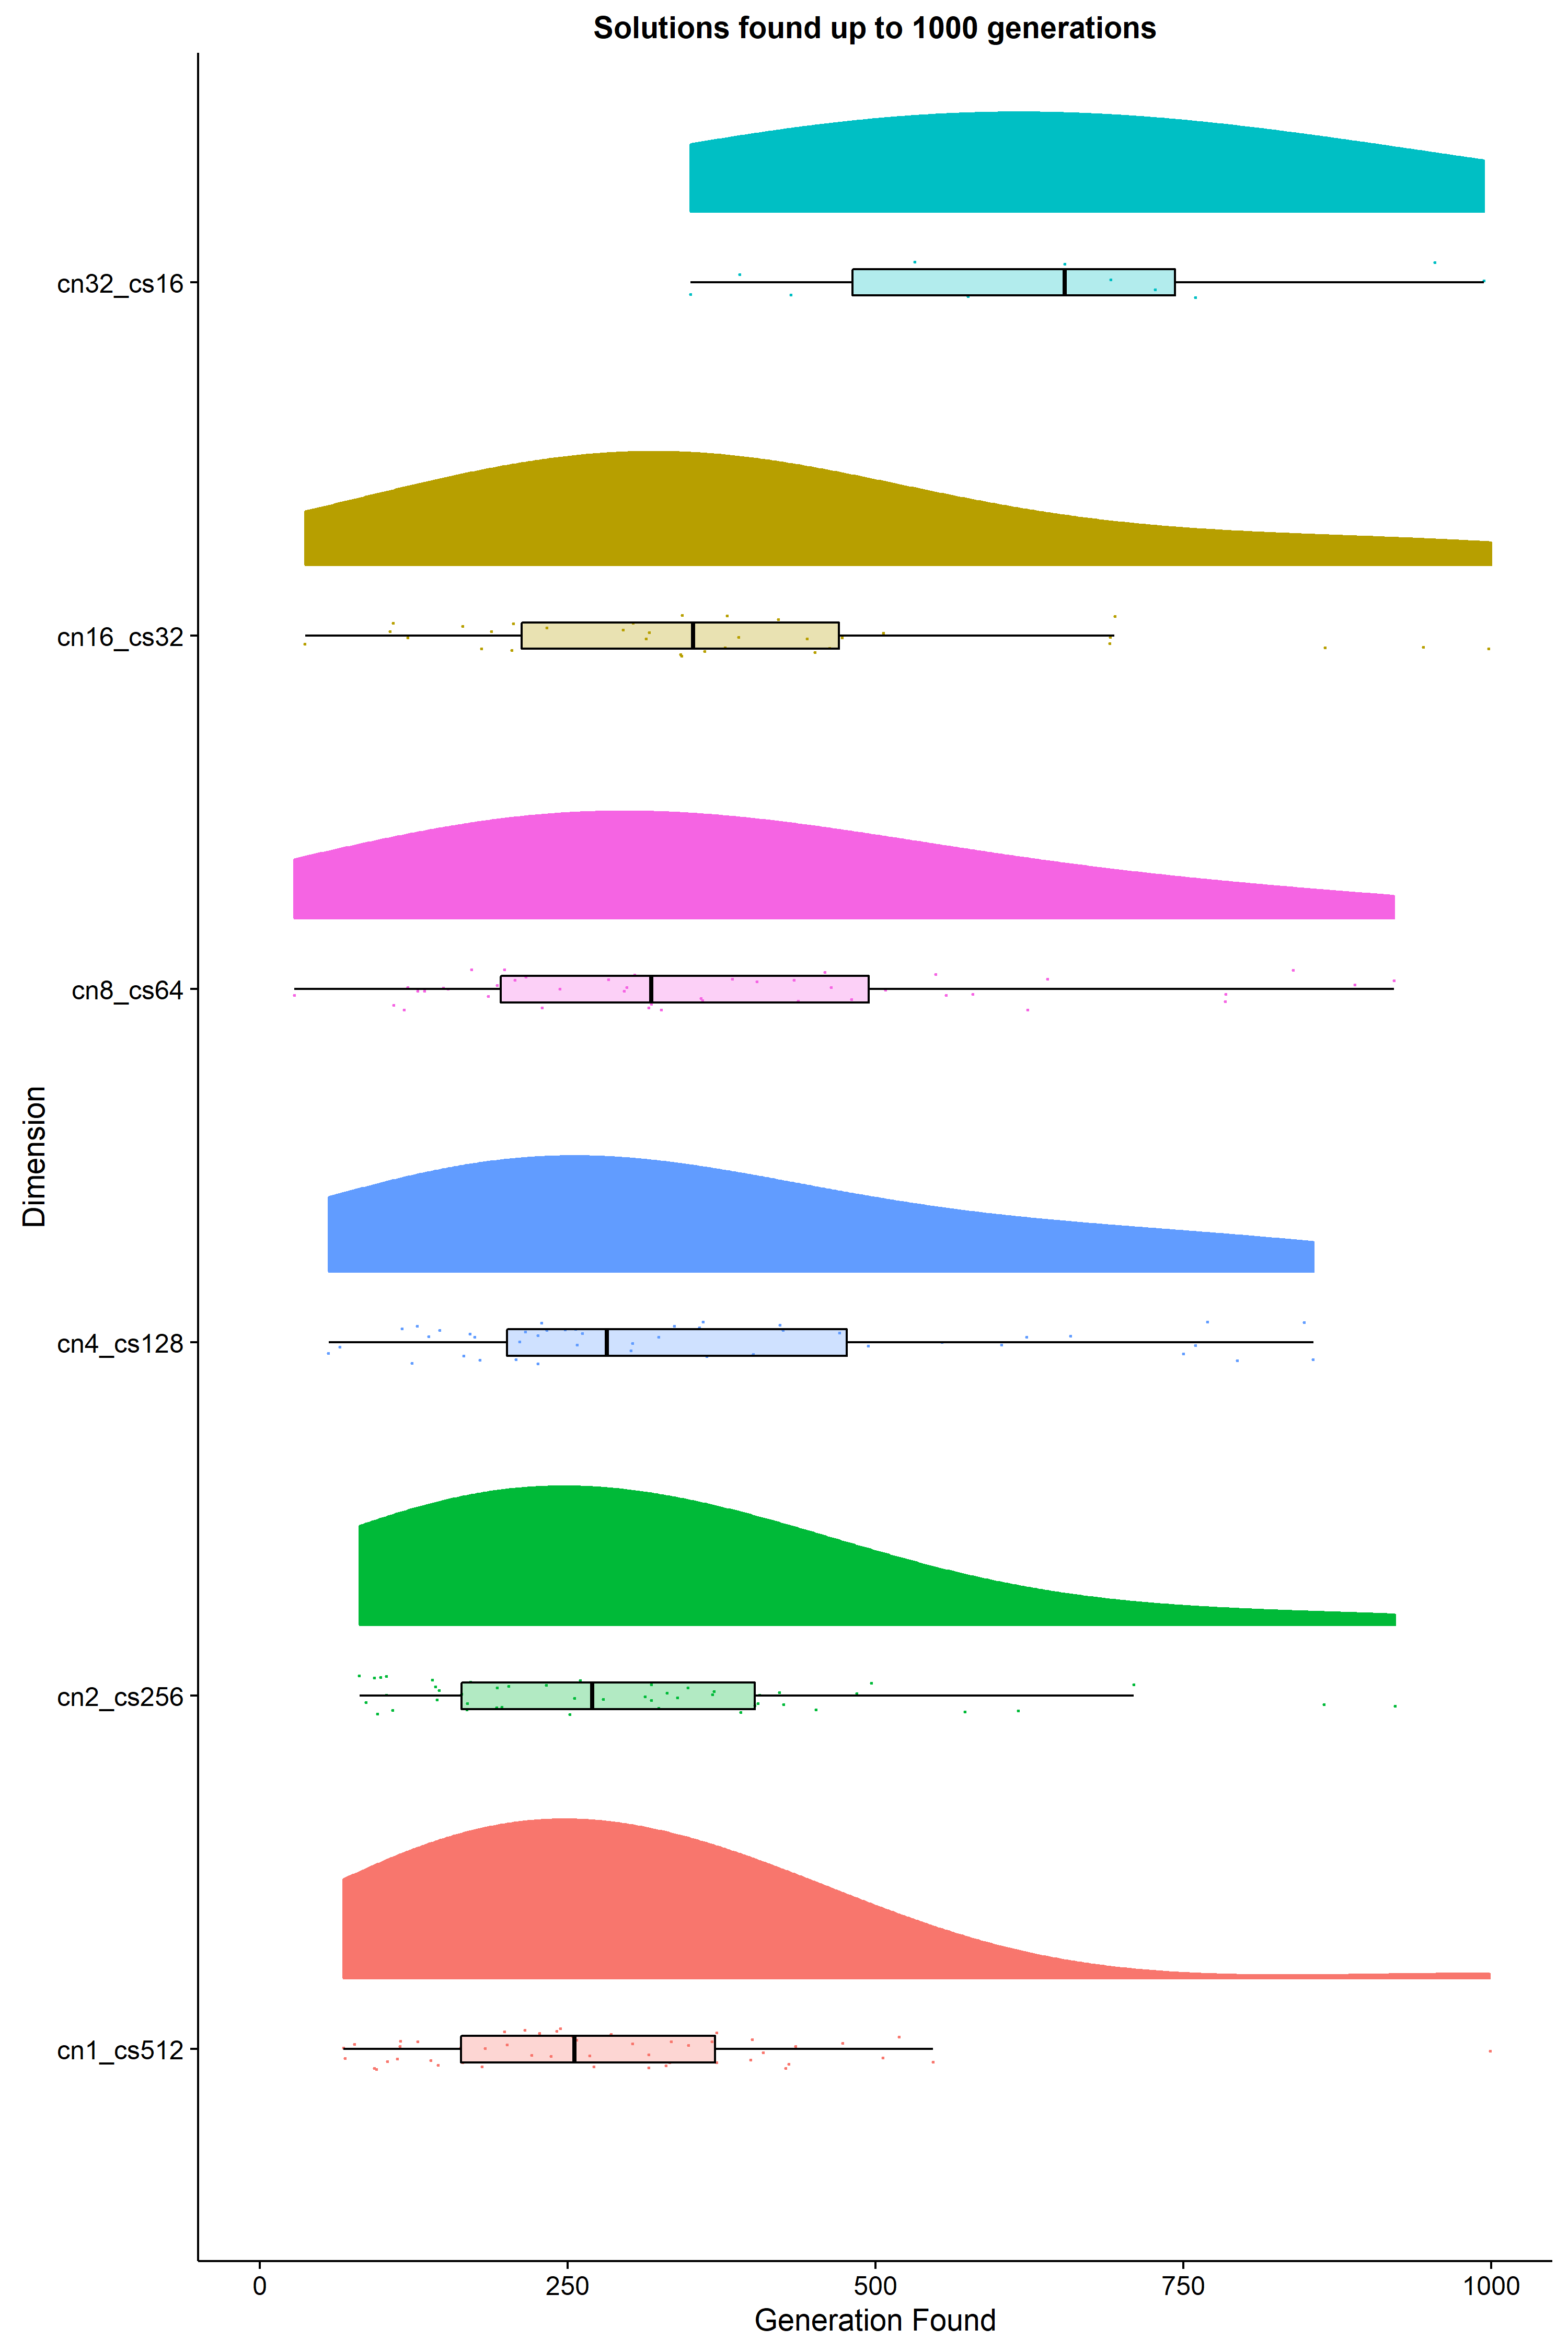 Solutions found up to 1000 generations
cn32_cs16
cn16_cs32
cn8_cs64
Dimension
cn4_cs128
cn2_cs256
cn1_cs512
0 250 500 750 1000
Generation Found